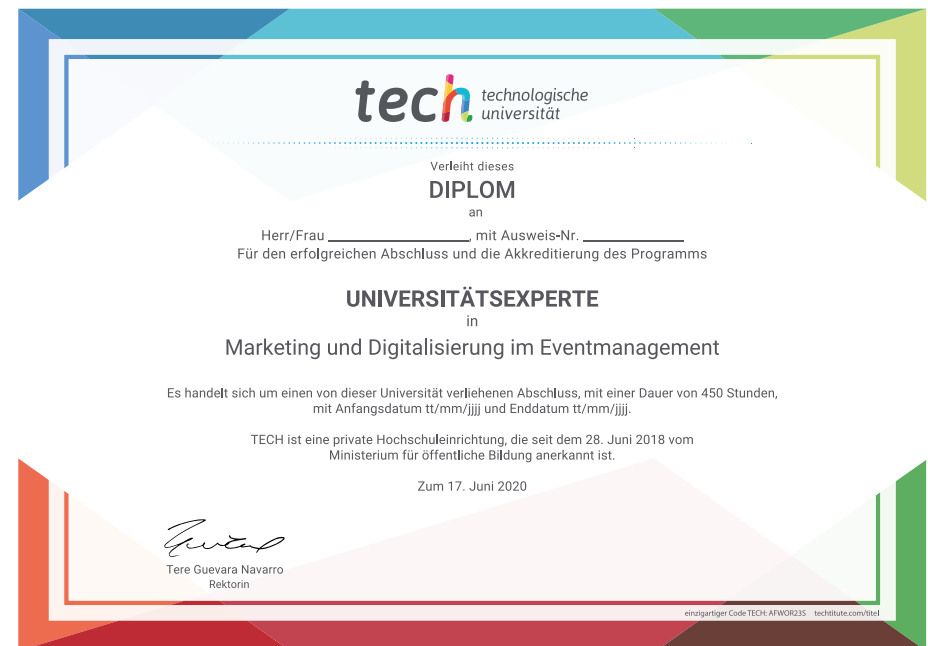 tech technologische
universität
Verleiht dieses
DIPLOM
an
Herr/Frau __________________, mit Ausweis-Nr. _____________
Für den erfolgreichen Abschluss und die Akkreditierung des Programms
UNIVERSITÄTSEXPERTE
in
Marketing und Digitalisierung im Eventmanagement
Es handelt sich um einen von dieser Universität verliehenen Abschluss, mit einer Dauer von 450 Stunden,
mit Anfangsdatum tt/mm/jjjj und Enddatum tt/mm/jjjj.
TECH ist eine private Hochschuleinrichtung, die seit dem 28. Juni 2018 vom
Ministerium für öffentliche Bildung anerkannt ist.
Zum 17. Juni 2020
Tere Guevara Navarro
Rektorin
einzigartiger Code TECH: AFWOR23S techtitute.com/titel